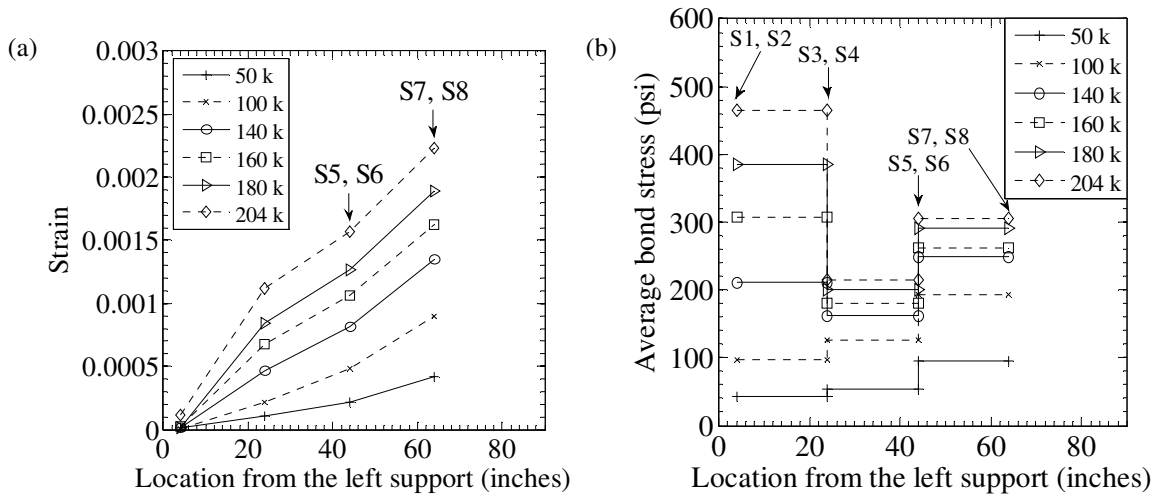 (a)
0.003
0.0025
0.002
0.0015
0.001
0.0005
0
Strain
50 k
100 k
140 k
160 k
180 k
204 k
S5, S6
S7, S8
0 20 40 60 80
Location from the left support (inches)
(b)
600
500
400
300
200
100
0
Average bond stress (psi)
S1, S2
S3, S4
S7, S8
S5, S6
50 k
100 k
140 k
160 k
180 k
204 k
0 20 40 60 80
Location from the left support (inches)